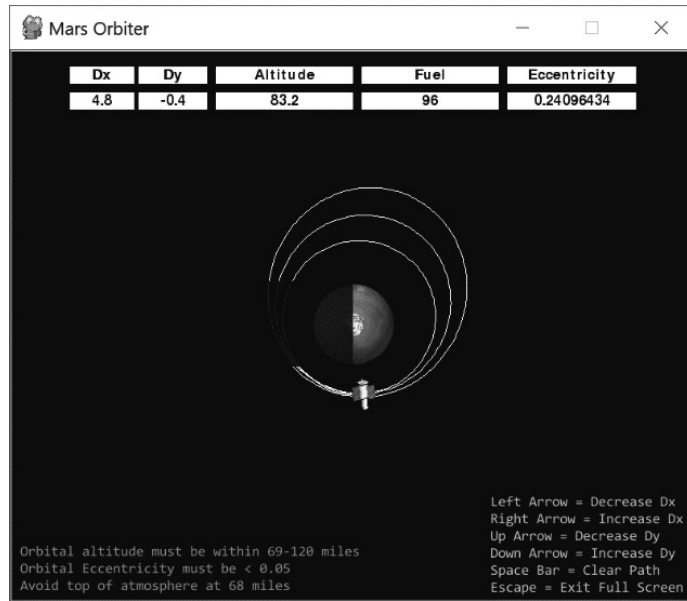 Mars Orbiter
Dx Dy Altitude Fuel Eccentricity
4.8 -0.4 83.2 96 0.24096434
Left Arrow = Decrease Dx
Right Arrow = Increase Dx
Up Arrow = Decrease Dy
Down Arrow = Increase Dy
Space Bar = Clear Path
Escape = Exit Full Screen
Orbital altitude must be within 69-120 miles
Orbital Eccentricity must be < 0.05
Avoid top of atmosphere at 68 miles